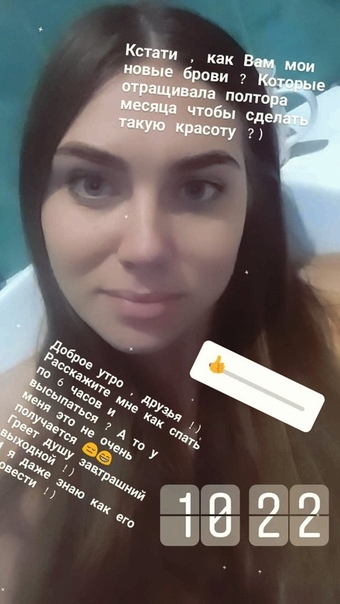 Кстати , как Вам мои
новые брови ? Которые
отращивала полтора
месяца чтобы сделать
такую красоту ?)
Доброе утро , друзья !)
Расскажите мне как спать
по 6 часов и
высыпаться ? А то у
меня это не очень
получается 😑😂
Греет душу завтрашний
выходной !)
я даже знаю как его
овести !)
10 22